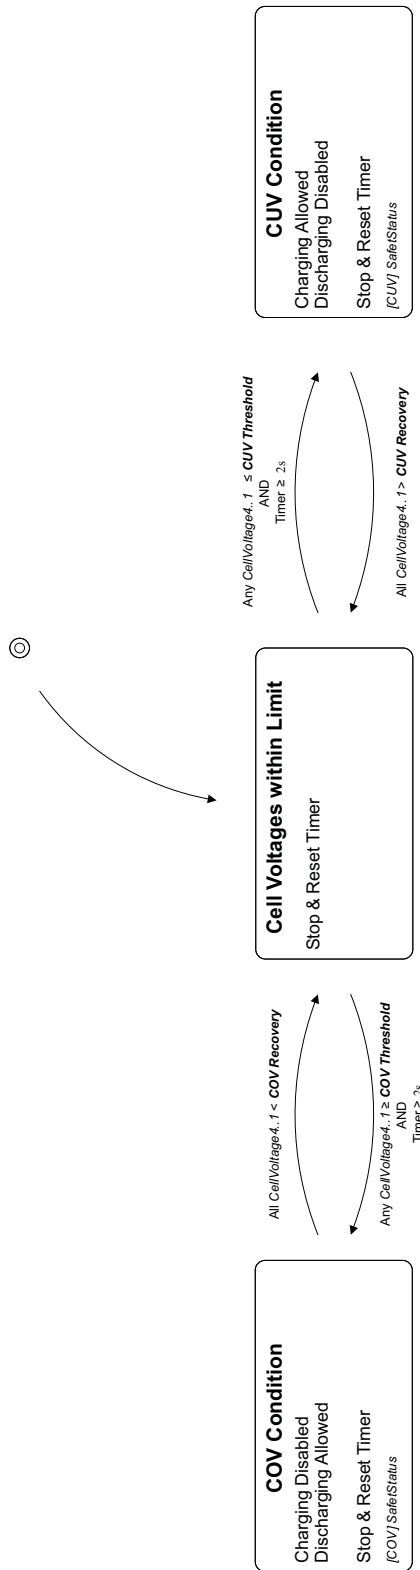 COV Condition
Charging Disabled
Discharging Allowed
Stop & Reset Timer
[COV] SafetStatus
All CellVoltage4..1 < COV Recovery
Any CellVoltage4..1 ≥ COV Threshold
AND
Timer ≥ 2s
Cell Voltages within Limit
Stop & Reset Timer
Any CellVoltage4..1 ≤ CUV Threshold
AND
Timer ≥ 2s
All CellVoltage4..1 > CUV Recovery
CUV Condition
Charging Allowed
Discharging Disabled
Stop & Reset Timer
[CUV] SafetStatus